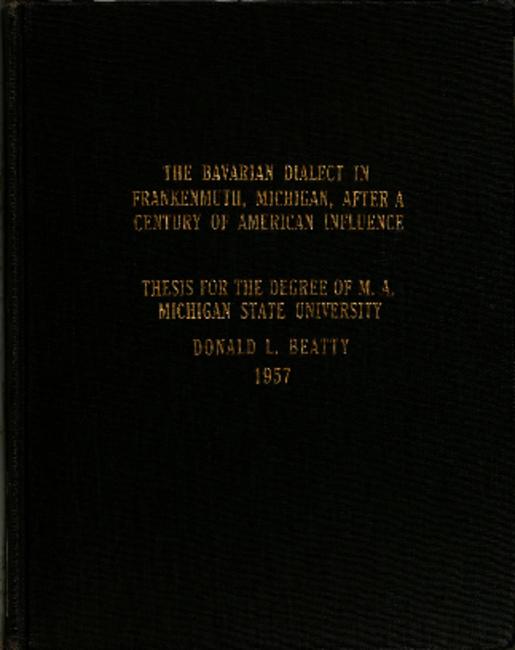 THE BAVARIAN DIALECT IN
FRANKENMUTH, MICHIGAN, AFTER A
CENTURY OF AMERICAN INFLUENCE
THESIS FOR THE DEGREE OF M. A.
MICHIGAN STATE UNIVERSITY
DONALD L. BEATTY
1957